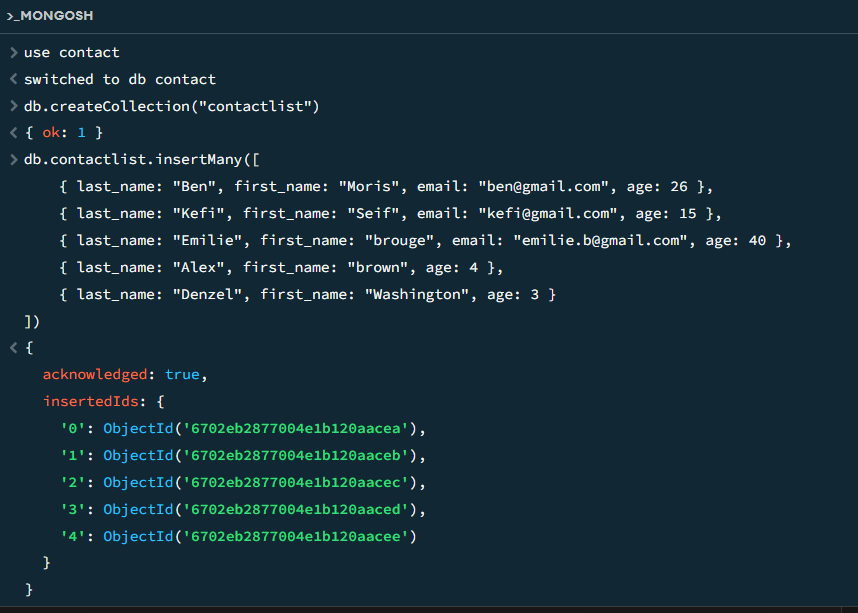 >_MONGOSH
> use contact
< switched to db contact
> db.createCollection("contactlist")
< { ok: 1 }
> db.contactlist.insertMany([
{ last_name: "Ben", first_name: "Moris", email: "ben@gmail.com", age: 26 },
{ last_name: "Kefi", first_name: "Seif", email: "kefi@gmail.com", age: 15 },
{ last_name: "Emilie", first_name: "brouge", email: "emilie.b@gmail.com", age: 40 },
{ last_name: "Alex", first_name: "brown", age: 4 },
{ last_name: "Denzel", first_name: "Washington", age: 3 }
])
< {
acknowledged: true,
insertedIds: {
'0': ObjectId('6702eb2877004e1b120aacea'),
'1': ObjectId('6702eb2877004e1b120aaceb'),
'2': ObjectId('6702eb2877004e1b120aacec'),
'3': ObjectId('6702eb2877004e1b120aaced'),
'4': ObjectId('6702eb2877004e1b120aacee')
}
}